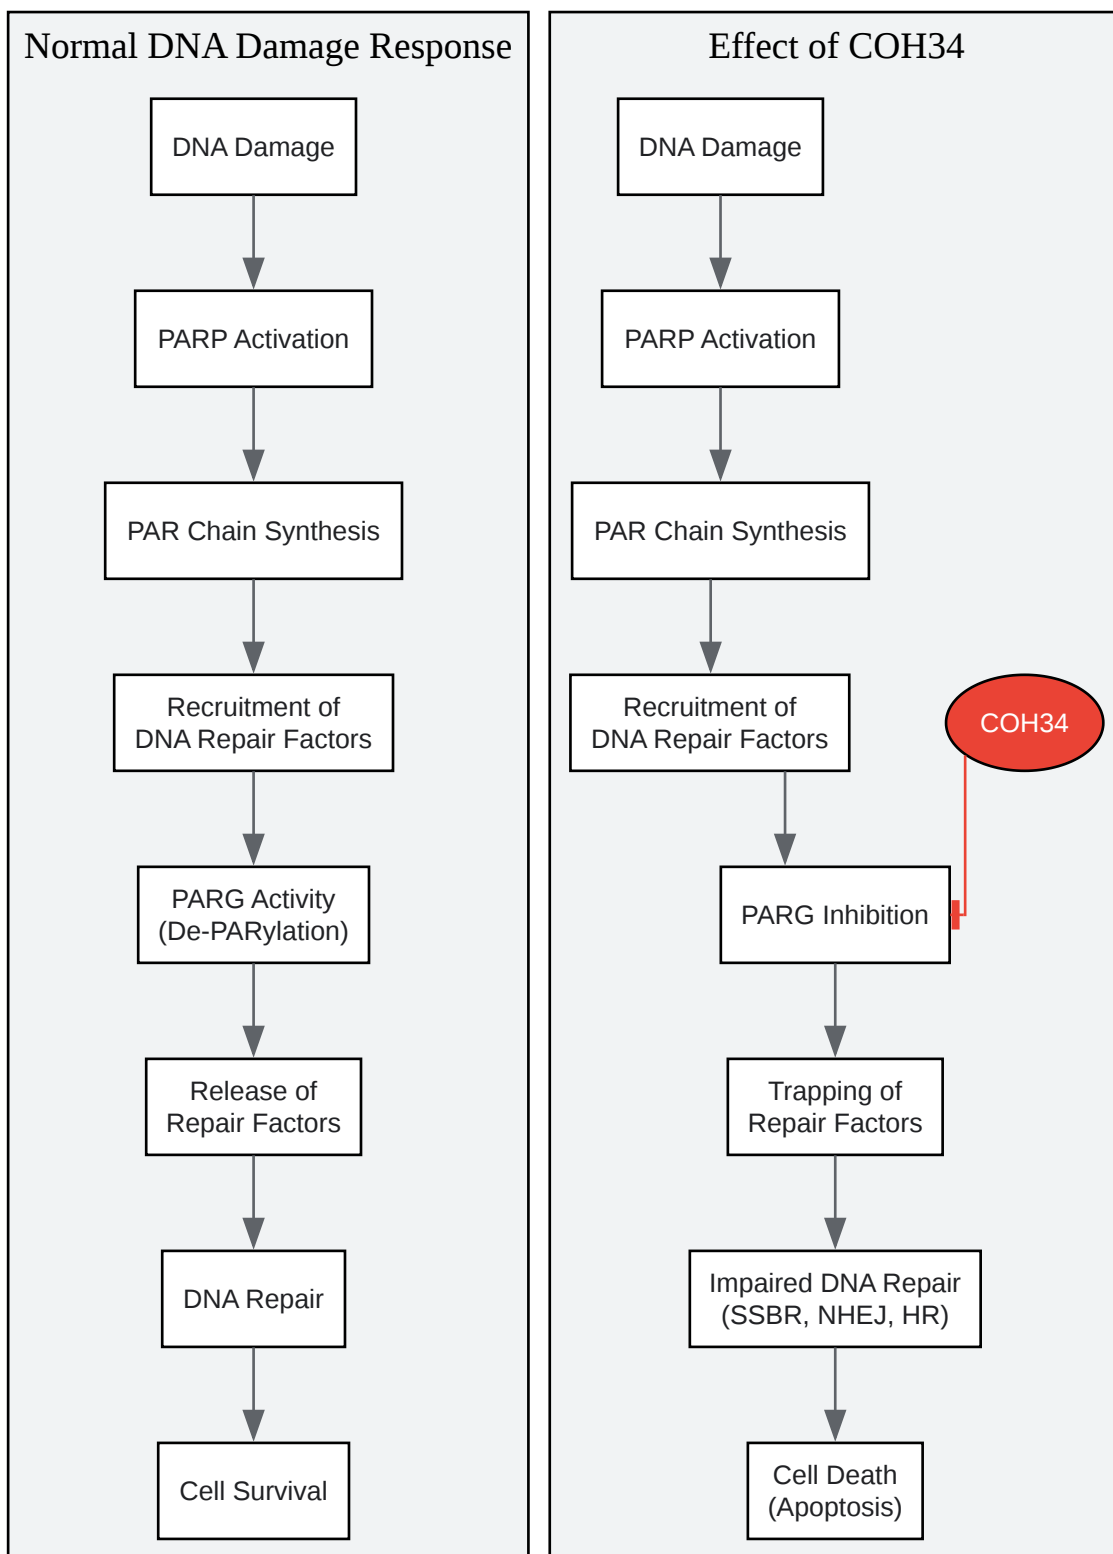 Normal DNA Damage Response
DNA Damage
PARP Activation
PAR Chain Synthesis
Recruitment of
DNA Repair Factors
PARG Activity
(De-PARylation)
Release of
Repair Factors
DNA Repair
Cell Survival
Effect of COH34
DNA Damage
PARP Activation
PAR Chain Synthesis
Recruitment of
DNA Repair Factors
COH34
PARG Inhibition
Trapping of
Repair Factors
Impaired DNA Repair
(SSBR, NHEJ, HR)
Cell Death
(Apoptosis)